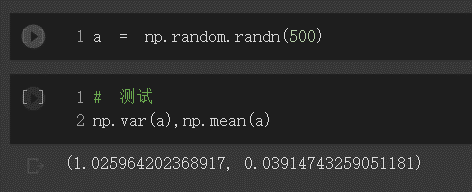 1 a = np.random.randn(500)
[ ] 1 # 测试
2 np.var(a),np.mean(a)
(1.025964202368917, 0.03914743259051181)